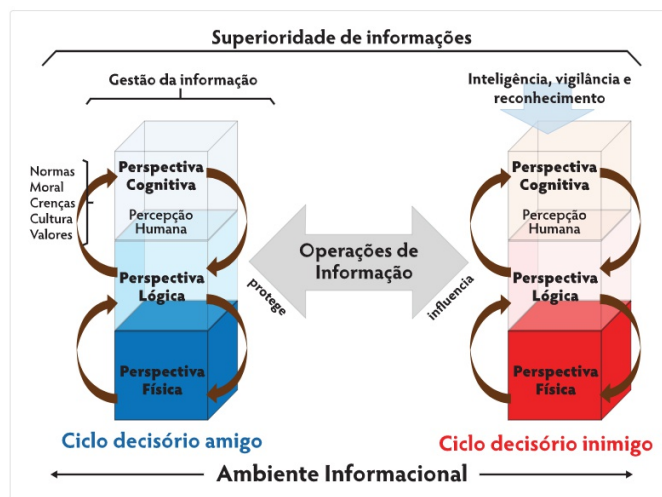 Superioridade de informações
Gestão da informação
Inteligência, vigilância e
reconhecimento
Normas
Moral
Crenças
Cultura
Valores
Perspectiva
Cognitiva
Percepção
Humana
Perspectiva
Lógica
Perspectiva
Física
protege
Operações de
Informação
influencia
Perspectiva
Cognitiva
Percepção
Humana
Perspectiva
Lógica
Perspectiva
Física
Ciclo decisório amigo
Ciclo decisório inimigo
Ambiente Informacional